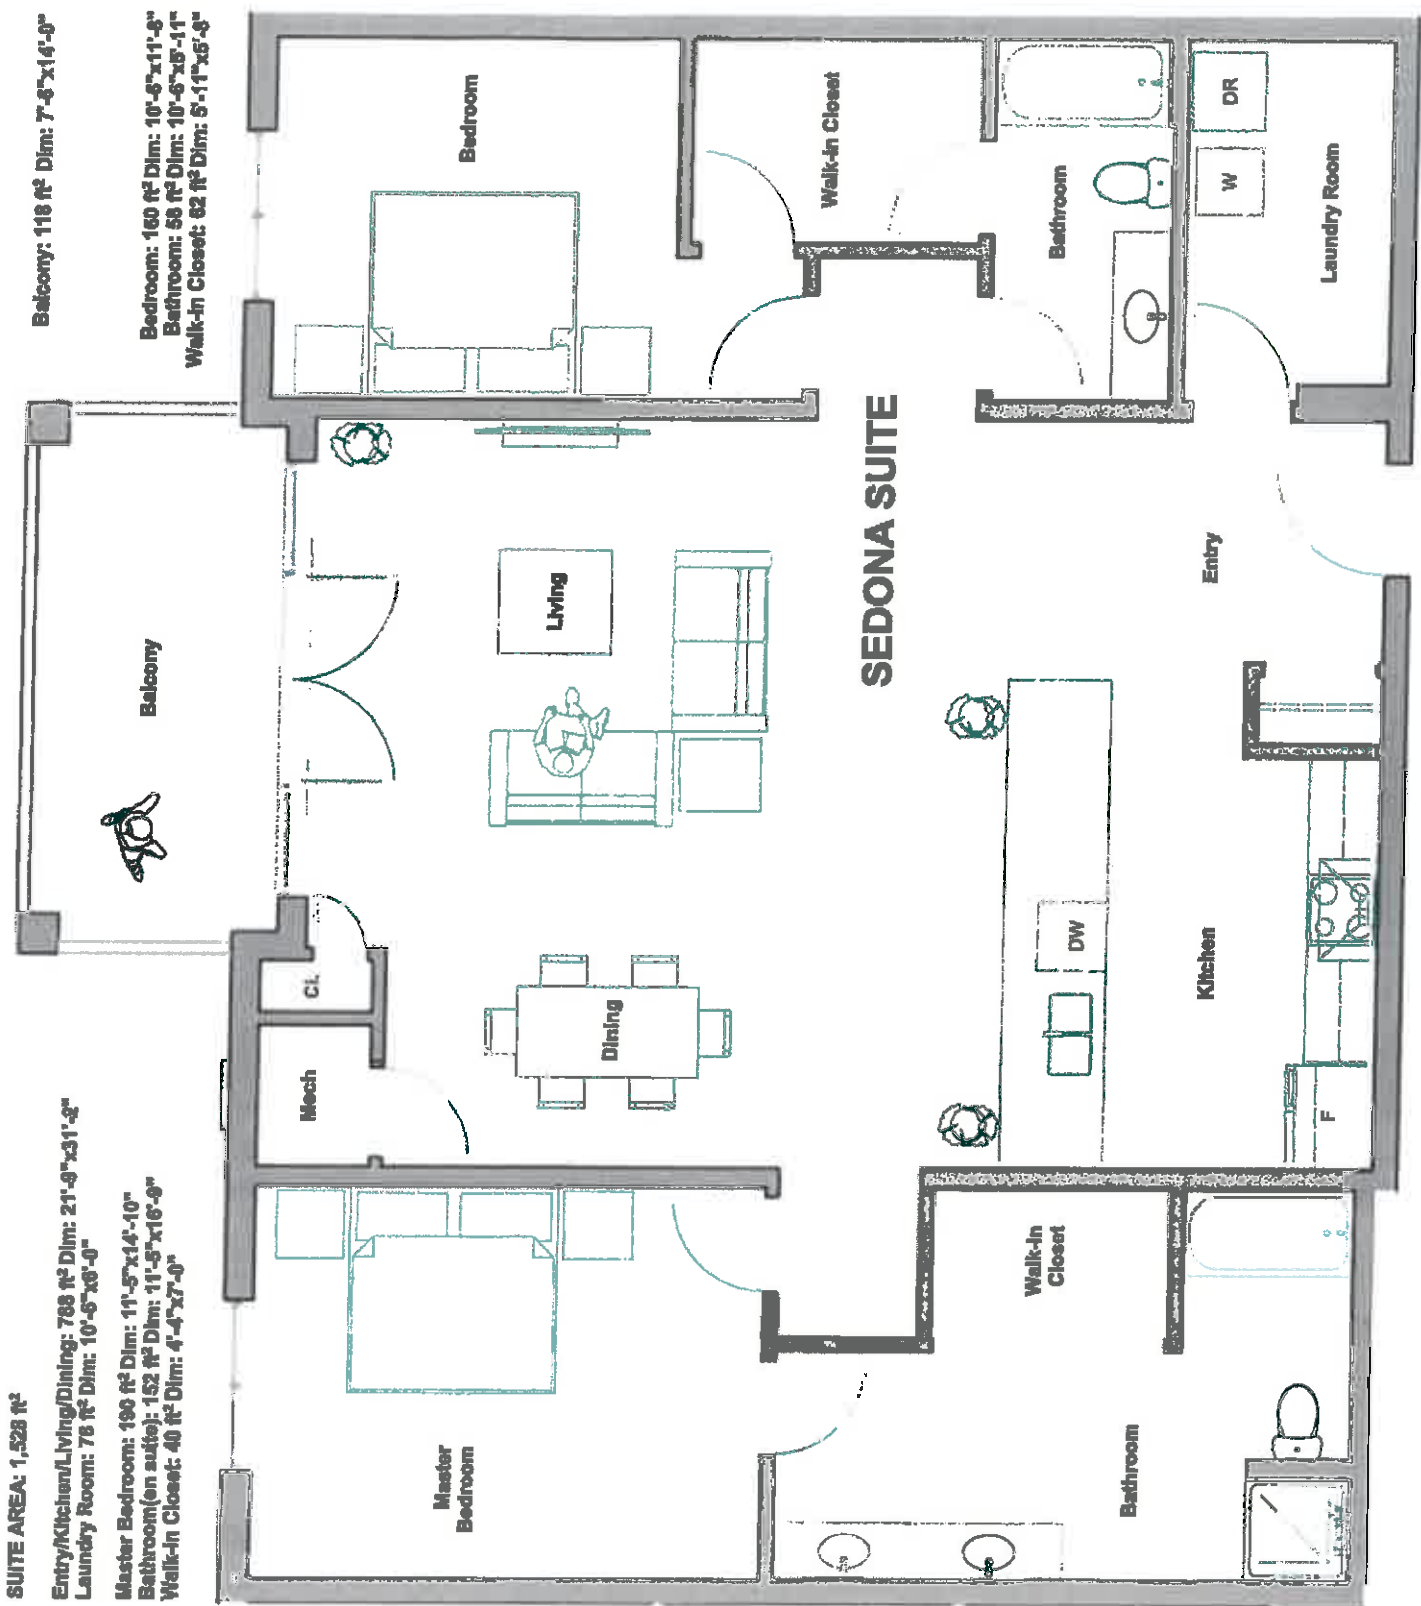 SUITE AREA: 1,528 ft²
Entry/Kitchen/Living/Dining: 768 ft² Dim: 21'-9"x31'-2"
Laundry Room: 76 ft² Dim: 10'-6"x8'-0"
Master Bedroom: 190 ft² Dim: 11'-5"x14'-10"
Bathroom(en suite): 152 ft² Dim: 11'-5"x16'-9"
Walk-in Closet: 40 ft² Dim: 4'-4"x7'-0"
Balcony: 118 ft² Dim: 7'-6"x14'-0"
Bedroom: 160 ft² Dim: 10'-6"x11'-8"
Bathroom: 58 ft² Dim: 10'-6"x5'-11"
Walk-in Closet: 62 ft² Dim: 5'-11"x5'-8"
Balcony
Mech
Cl.
Living
Bedroom
Master
Bedroom
Dining
Walk-in Closet
SEDONA SUITE
Walk-in
Closet
DW
Bathroom
Bathroom
Kitchen
Entry
W
DR
F
Laundry Room